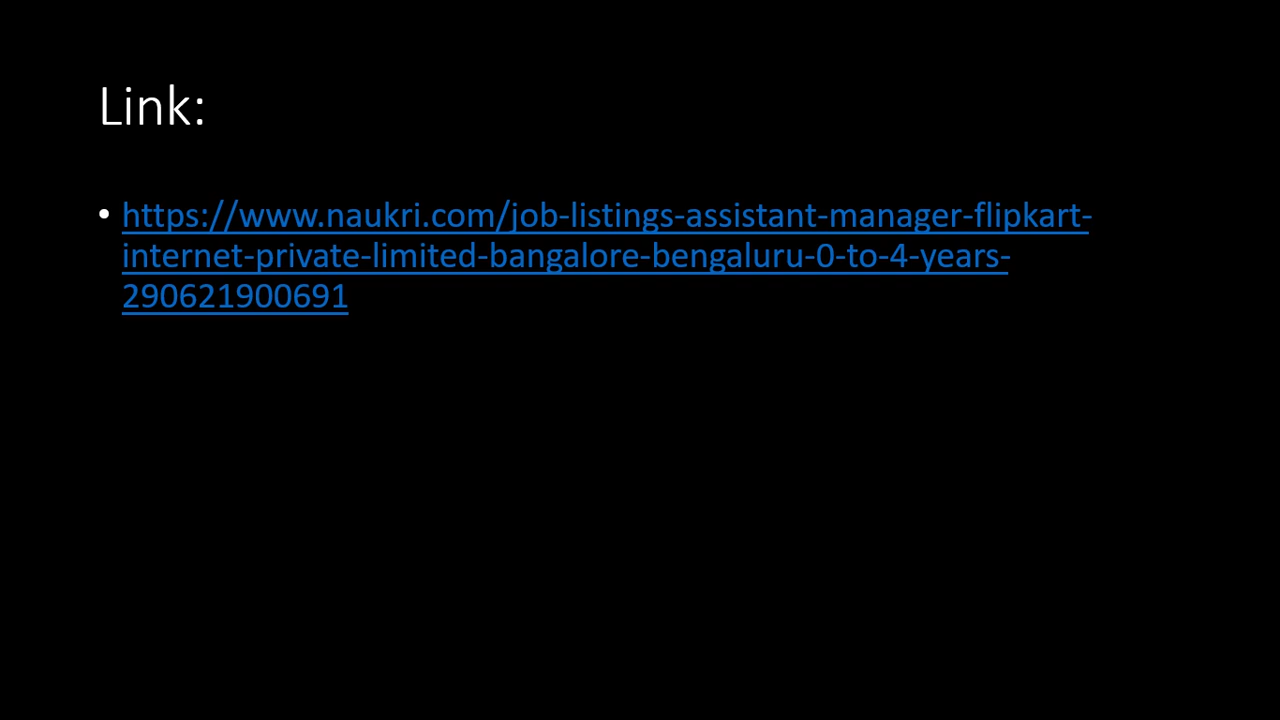 Link:
• https://www.naukri.com/job-listings-assistant-manager-flipkart-
internet-private-limited-bangalore-bengaluru-0-to-4-years-
290621900691